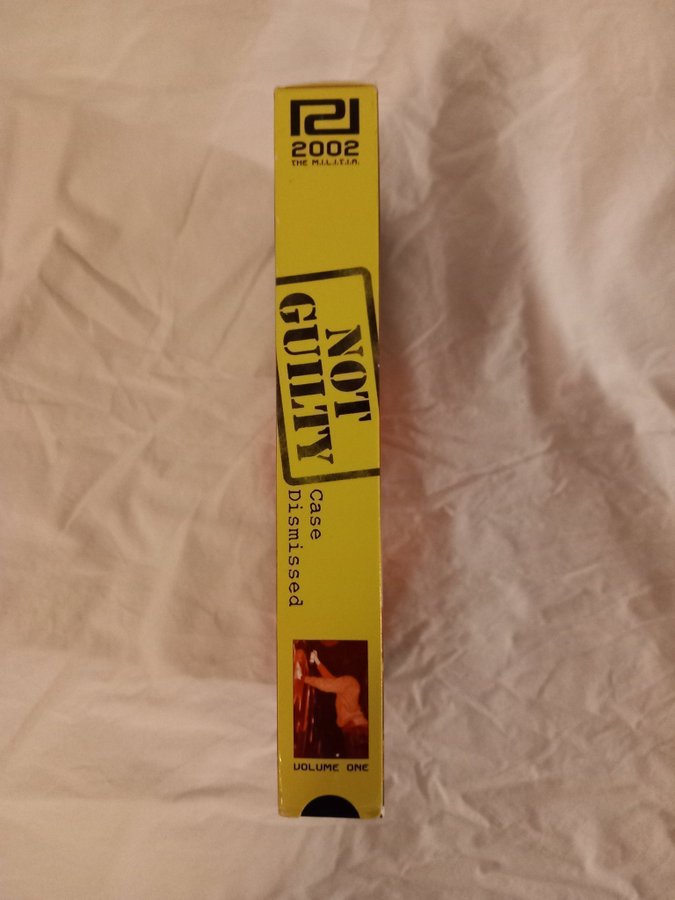 2002
THE M.I.L.I.T.I.A.
NOT
GUILTY
Case
Dismissed
VOLUME ONE